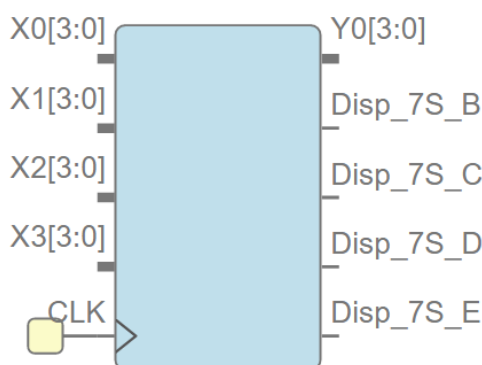 X0[3:0]
Y0[3:0]
X1[3:0]
Disp_7S_B
X2[3:0]
Disp_7S_C
X3[3:0]
Disp_7S_D
CLK
Disp_7S_E